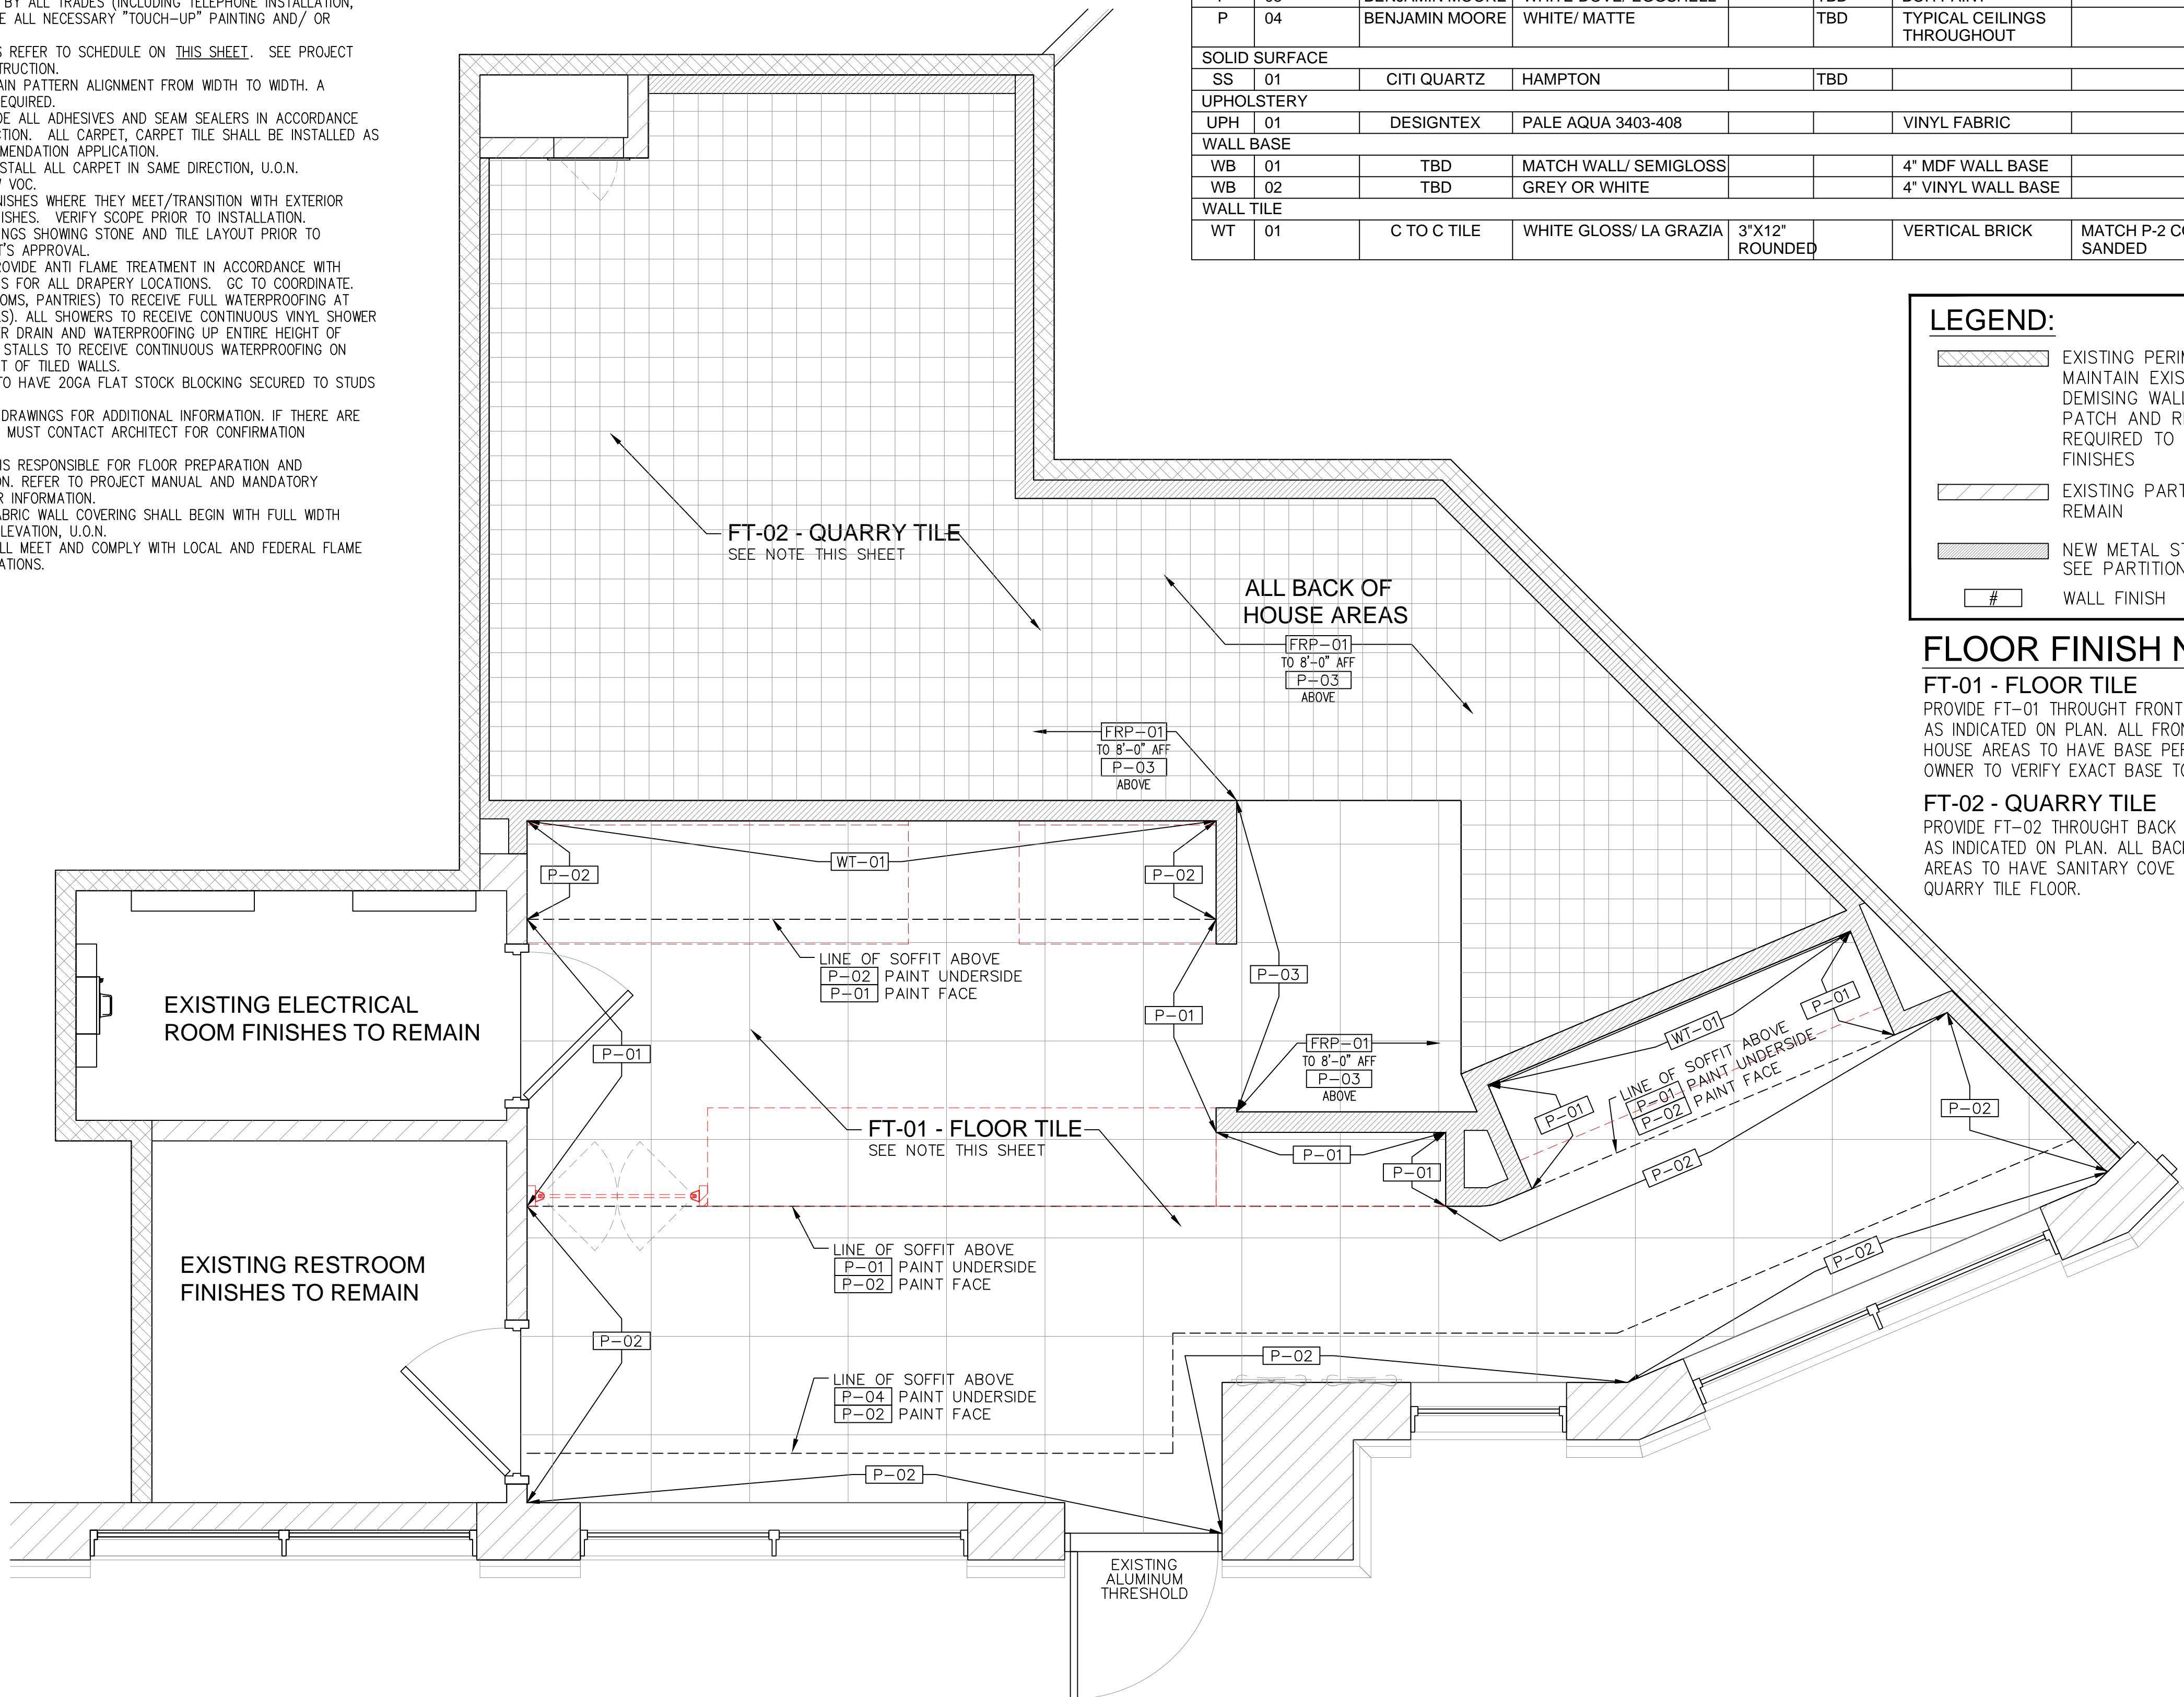 BY ALL TRADES (INCLUDING TELEPHONE INSTALLATION,
E ALL NECESSARY "TOUCH-UP" PAINTING AND/ OR
S REFER TO SCHEDULE ON THIS SHEET. SEE PROJECT
TRUCTION.
AIN PATTERN ALIGNMENT FROM WIDTH TO WIDTH. A
EQUIRED.
DE ALL ADHESIVES AND SEAM SEALERS IN ACCORDANCE
CTION. ALL CARPET, CARPET TILE SHALL BE INSTALLED AS
MENDATION APPLICATION.
STALL ALL CARPET IN SAME DIRECTION, U.O.N.
VOC.
NISHES WHERE THEY MEET/TRANSITION WITH EXTERIOR
ISHES. VERIFY SCOPE PRIOR TO INSTALLATION.
INGS SHOWING STONE AND TILE LAYOUT PRIOR TO
T'S APPROVAL.
ROVIDE ANTI FLAME TREATMENT IN ACCORDANCE WITH
S FOR ALL DRAPERY LOCATIONS. GC TO COORDINATE.
OMS, PANTRIES) TO RECEIVE FULL WATERPROOFING AT
S). ALL SHOWERS TO RECEIVE CONTINUOUS VINYL SHOWER
R DRAIN AND WATERPROOFING UP ENTIRE HEIGHT OF
STALLS TO RECEIVE CONTINUOUS WATERPROOFING ON
T OF TILED WALLS.
TO HAVE 20GA FLAT STOCK BLOCKING SECURED TO STUDS
DRAWINGS FOR ADDITIONAL INFORMATION. IF THERE ARE
MUST CONTACT ARCHITECT FOR CONFIRMATION
IS RESPONSIBLE FOR FLOOR PREPARATION AND
ON. REFER TO PROJECT MANUAL AND MANDATORY
R INFORMATION.
ABRIC WALL COVERING SHALL BEGIN WITH FULL WIDTH
LEVATION, U.O.N.
LL MEET AND COMPLY WITH LOCAL AND FEDERAL FLAME
ATIONS.
P 04 BENJAMIN MOORE WHITE/ MATTE TBD TYPICAL CEILINGS
THROUGHOUT
SOLID SURFACE
SS 01 CITI QUARTZ HAMPTON TBD
UPHOLSTERY
UPH 01 DESIGNTEX PALE AQUA 3403-408 VINYL FABRIC
WALL BASE
WB 01 TBD MATCH WALL/ SEMIGLOSS 4" MDF WALL BASE
WB 02 TBD GREY OR WHITE 4" VINYL WALL BASE
WALL TILE
WT 01 C TO C TILE WHITE GLOSS/ LA GRAZIA 3"X12" VERTICAL BRICK MATCH P-2 CO
ROUNDED SANDED
LEGEND:
EXISTING PERIM
MAINTAIN EXIS
DEMISING WALL
PATCH AND R
REQUIRED TO
FINISHES
EXISTING PART
REMAIN
NEW METAL ST
SEE PARTITION
# WALL FINISH
FLOOR FINISH N
FT-01 - FLOOR TILE
PROVIDE FT-01 THROUGHT FRONT
AS INDICATED ON PLAN. ALL FRON
HOUSE AREAS TO HAVE BASE PER
OWNER TO VERIFY EXACT BASE TO
FT-02 - QUARRY TILE
PROVIDE FT-02 THROUGHT BACK
AS INDICATED ON PLAN. ALL BACK
AREAS TO HAVE SANITARY COVE
QUARRY TILE FLOOR.
FT-02 - QUARRY TILE
SEE NOTE THIS SHEET
ALL BACK OF
HOUSE AREAS
FRP-01
TO 8'-0" AFF
P-03
ABOVE
FRP-01
TO 8'-0" AFF
P-03
ABOVE
WT-01
P-02
P-02
LINE OF SOFFIT ABOVE
P-02 PAINT UNDERSIDE
P-01 PAINT FACE
P-03
P-01
EXISTING ELECTRICAL
ROOM FINISHES TO REMAIN
P-01
FRP-01
TO 8'-0" AFF
P-03
ABOVE
WT-01
P-01
LINE OF SOFFIT ABOVE
P-01 PAINT UNDERSIDE
P-02 PAINT FACE
P-01
P-02
FT-01 - FLOOR TILE
SEE NOTE THIS SHEET
P-01
P-01
P-02
LINE OF SOFFIT ABOVE
P-01 PAINT UNDERSIDE
P-02 PAINT FACE
P-02
EXISTING RESTROOM
FINISHES TO REMAIN
P-02
P-02
LINE OF SOFFIT ABOVE
P-04 PAINT UNDERSIDE
P-02 PAINT FACE
P-02
EXISTING
ALUMINUM
THRESHOLD